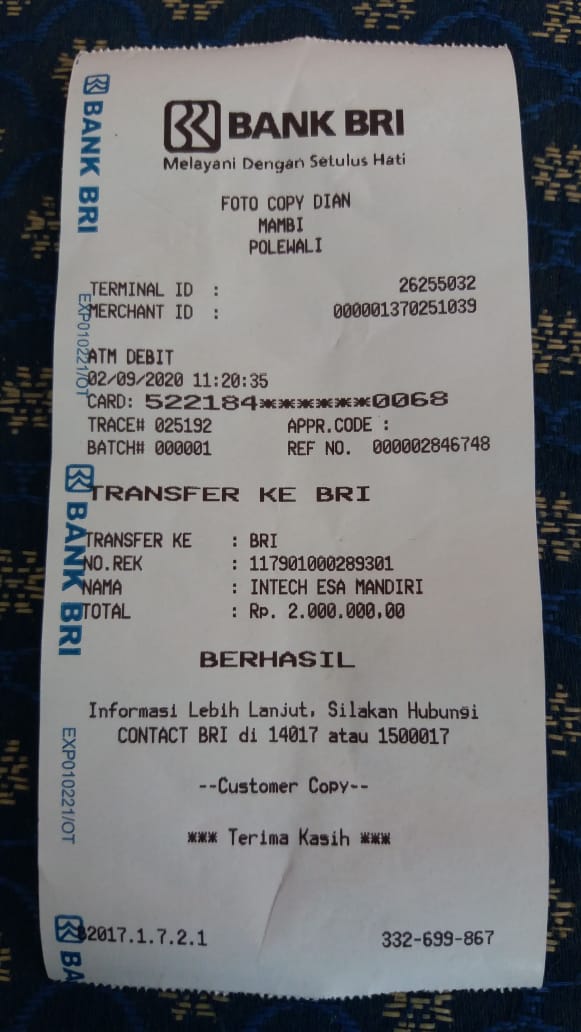 BANK BRI
Melayani Dengan Setulus Hati
FOTO COPY DIAN
MAMBI
POLEWALI
TERMINAL ID : 26255032
MERCHANT ID : 000001370251039
ATM DEBIT
02/09/2020 11:20:35
CARD: 522184******0068
TRACE# 025192 APPR.CODE :
BATCH# 000001 REF NO. 000002846748
TRANSFER KE BRI
TRANSFER KE : BRI
NO.REK : 117901000289301
NAMA : INTECH ESA MANDIRI
TOTAL : Rp. 2.000.000,00
BERHASIL
Informasi Lebih Lanjut, Silakan Hubungi
CONTACT BRI di 14017 atau 1500017
--Customer Copy--
*** Terima Kasih ***
B2017.1.7.2.1 332-699-867
BANK BRI
EXP010221/OT
BANK BRI
EXP010221/OT
BA